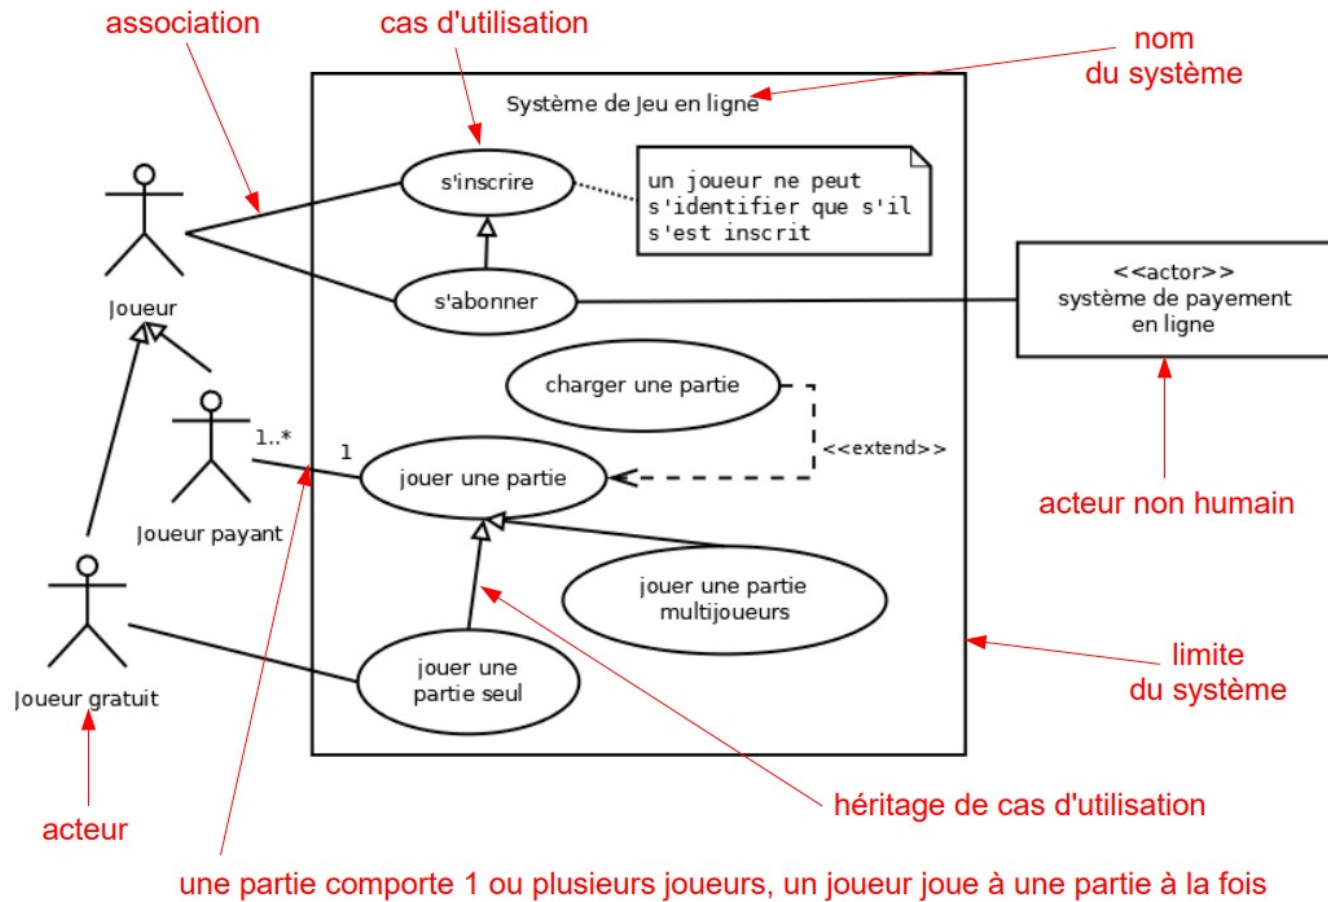 association
cas d'utilisation
nom
du système
Système de Jeu en ligne
s'inscrire
un joueur ne peut
s'identifier que s'il
s'est inscrit
Joueur
s'abonner
<<actor>>
système de payement
en ligne
charger une partie
1..*
1
jouer une partie
<<extend>>
acteur non humain
Joueur payant
jouer une partie
multijoueurs
limite
du système
jouer une
partie seul
Joueur gratuit
héritage de cas d'utilisation
acteur
une partie comporte 1 ou plusieurs joueurs, un joueur joue à une partie à la fois